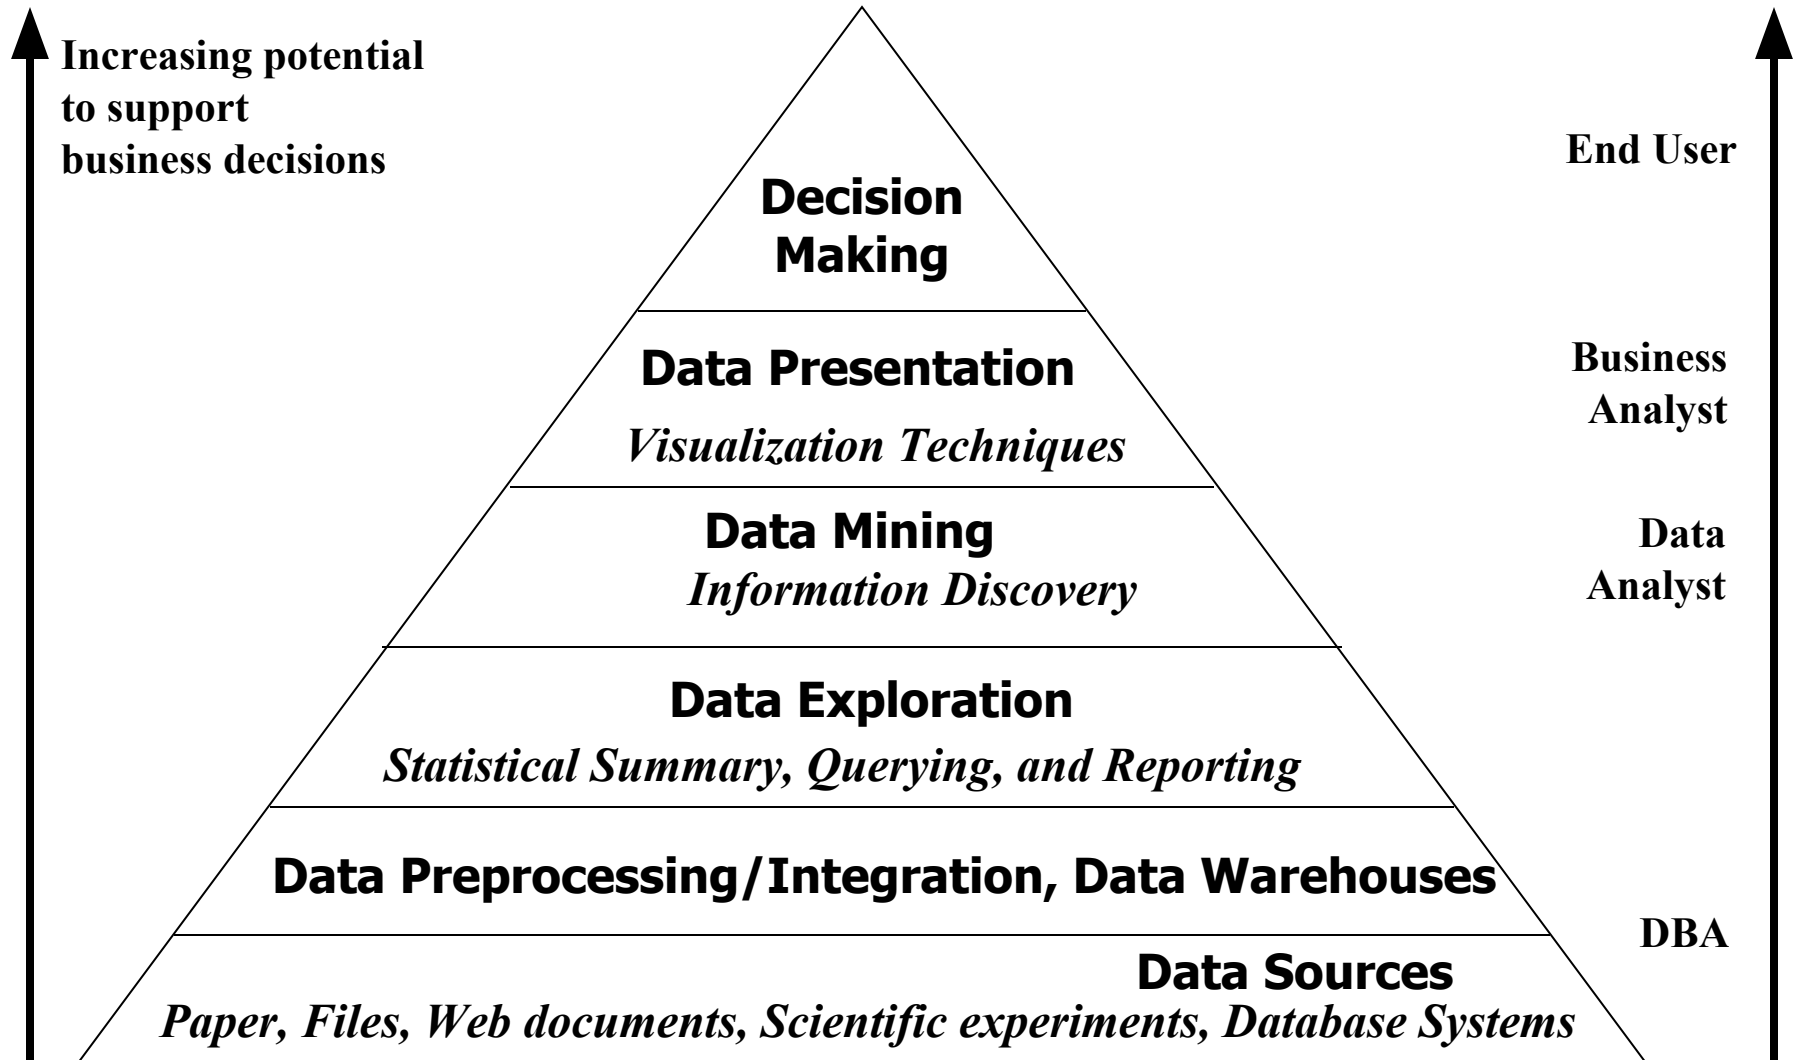 Increasing potential
to support
business decisions
End User
Decision
Making
Data Presentation
Business
Analyst
Visualization Techniques
Data Mining
Data
Analyst
Information Discovery
Data Exploration
Statistical Summary, Querying, and Reporting
Data Preprocessing/Integration, Data Warehouses
DBA
Data Sources
Paper, Files, Web documents, Scientific experiments, Database Systems